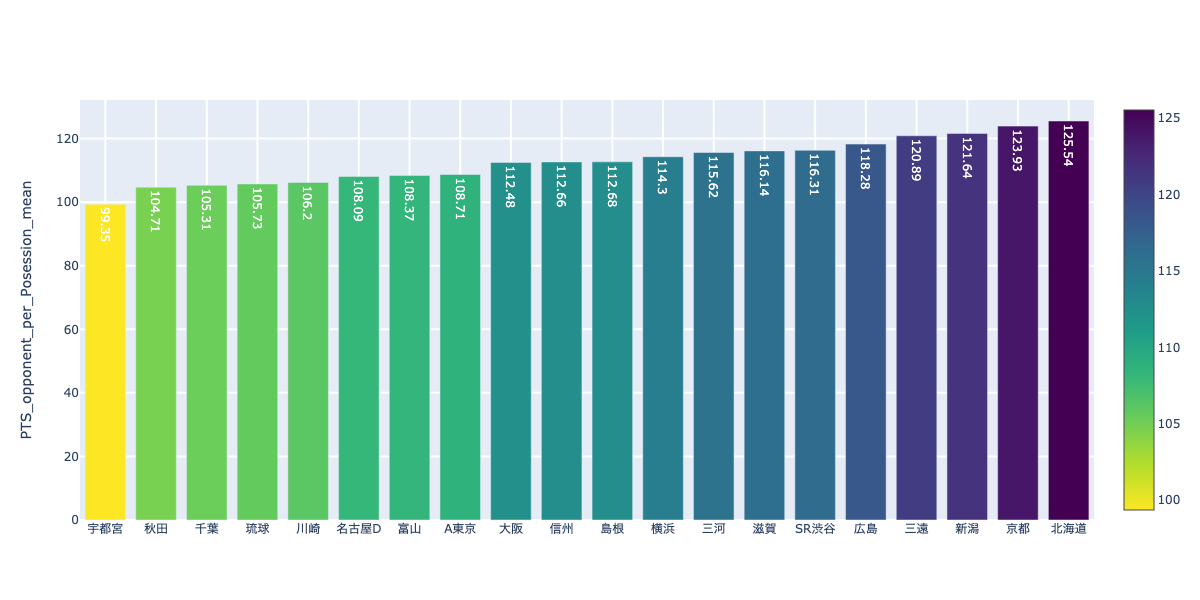 PTS_opponent_per_Posession_mean
120
100
80
60
40
20
0
99.35
104.71
105.31
105.73
106.2
108.09
108.37
108.71
112.48
112.66
112.68
114.3
115.62
116.14
116.31
118.28
120.89
121.64
123.93
125.54
宇都宮
秋田
千葉
琉球
川崎
名古屋D
富山
A東京
大阪
信州
島根
横浜
三河
滋賀
SR渋谷
広島
三遠
新潟
京都
北海道
125
120
115
110
105
100